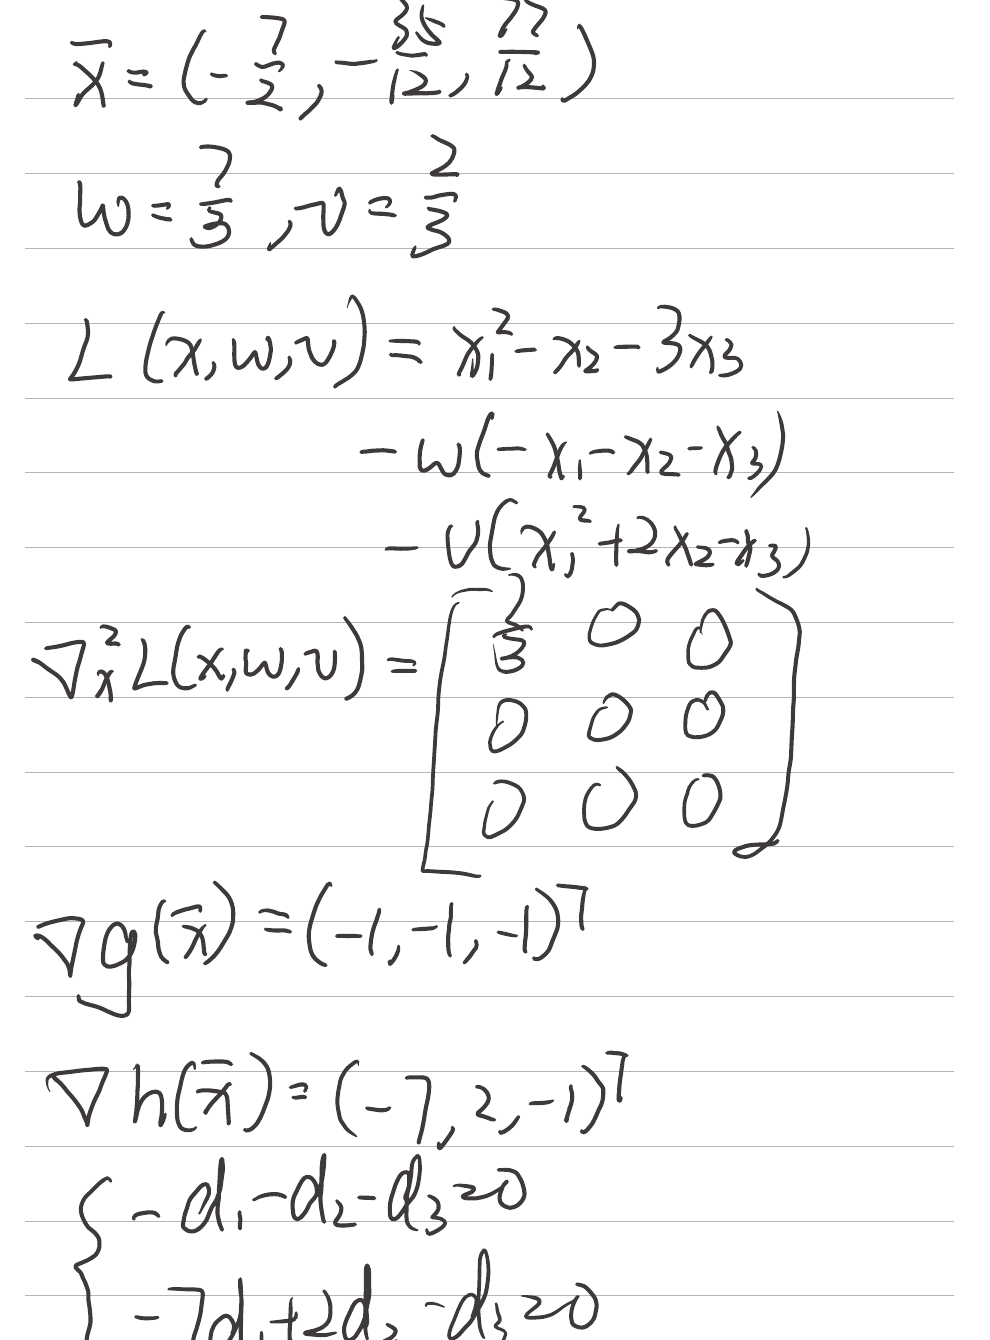 x̄ = (-7/2, -35/12, 77/12)
w = 7/3, v = 2/3
L(x,w,v) = x₁² - x₂ - 3x₃
- w(-x₁ - x₂ - x₃)
- v(x₁² + 2x₂ - x₃)
∇ₓ²L(x,w,v) = [2/3 0 0
0 0 0
0 0 0]
∇g(x̄) = (-1, -1, -1)ᵀ
∇h(x̄) = (-7, 2, -1)ᵀ
{ -d₁ - d₂ - d₃ = 0
-7d₁ + 2d₂ - d₃ = 0